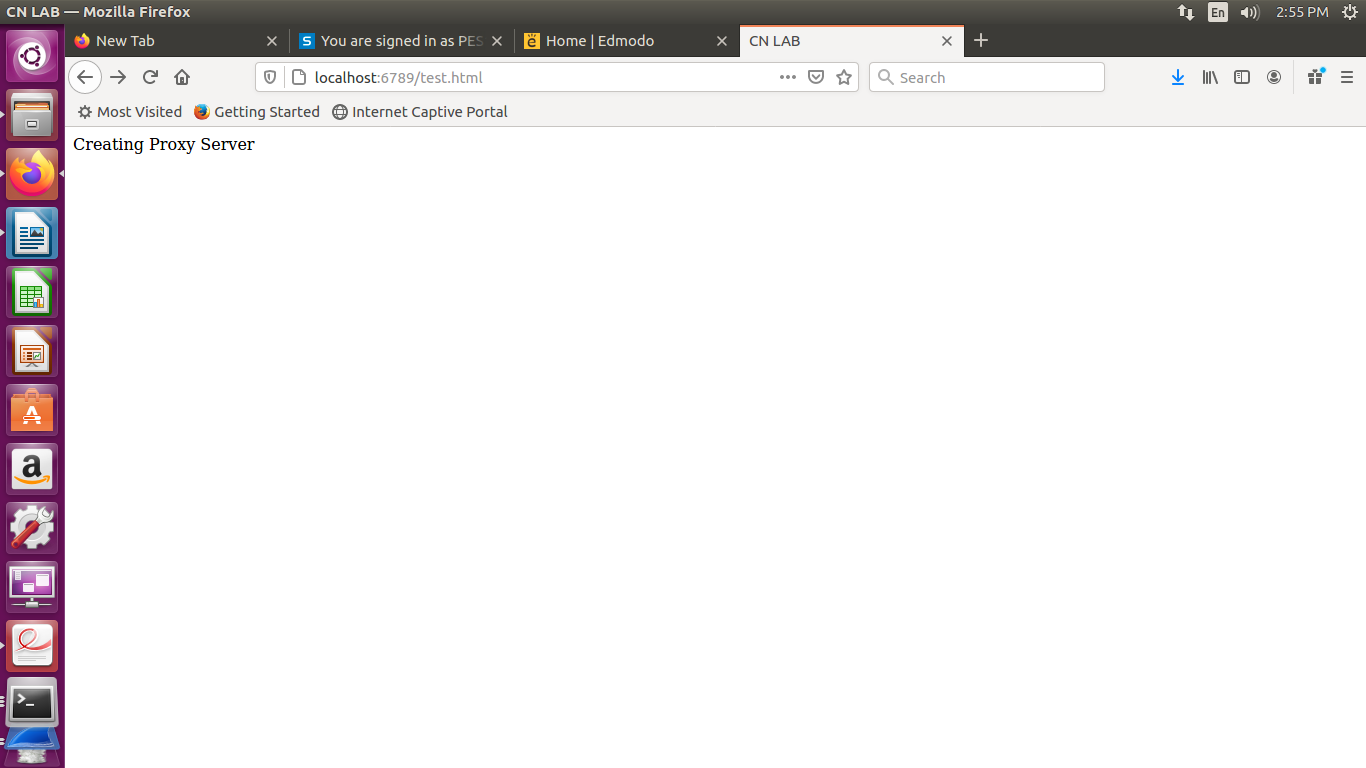 CN LAB — Mozilla Firefox
En
2:55 PM
New Tab
You are signed in as PES
Home | Edmodo
CN LAB
localhost:6789/test.html
Search
Most Visited
Getting Started
Internet Captive Portal
Creating Proxy Server